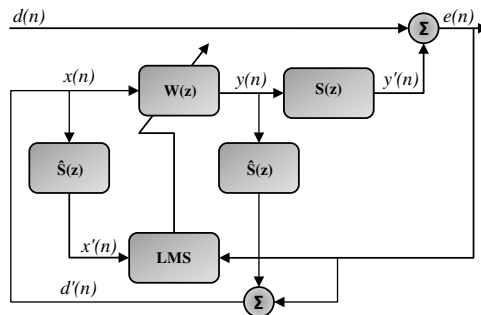 d(n)
e(n)
Σ
x(n)
y(n)
y'(n)
W(z)
S(z)
Ŝ(z)
Ŝ(z)
x'(n)
LMS
d'(n)
Σ